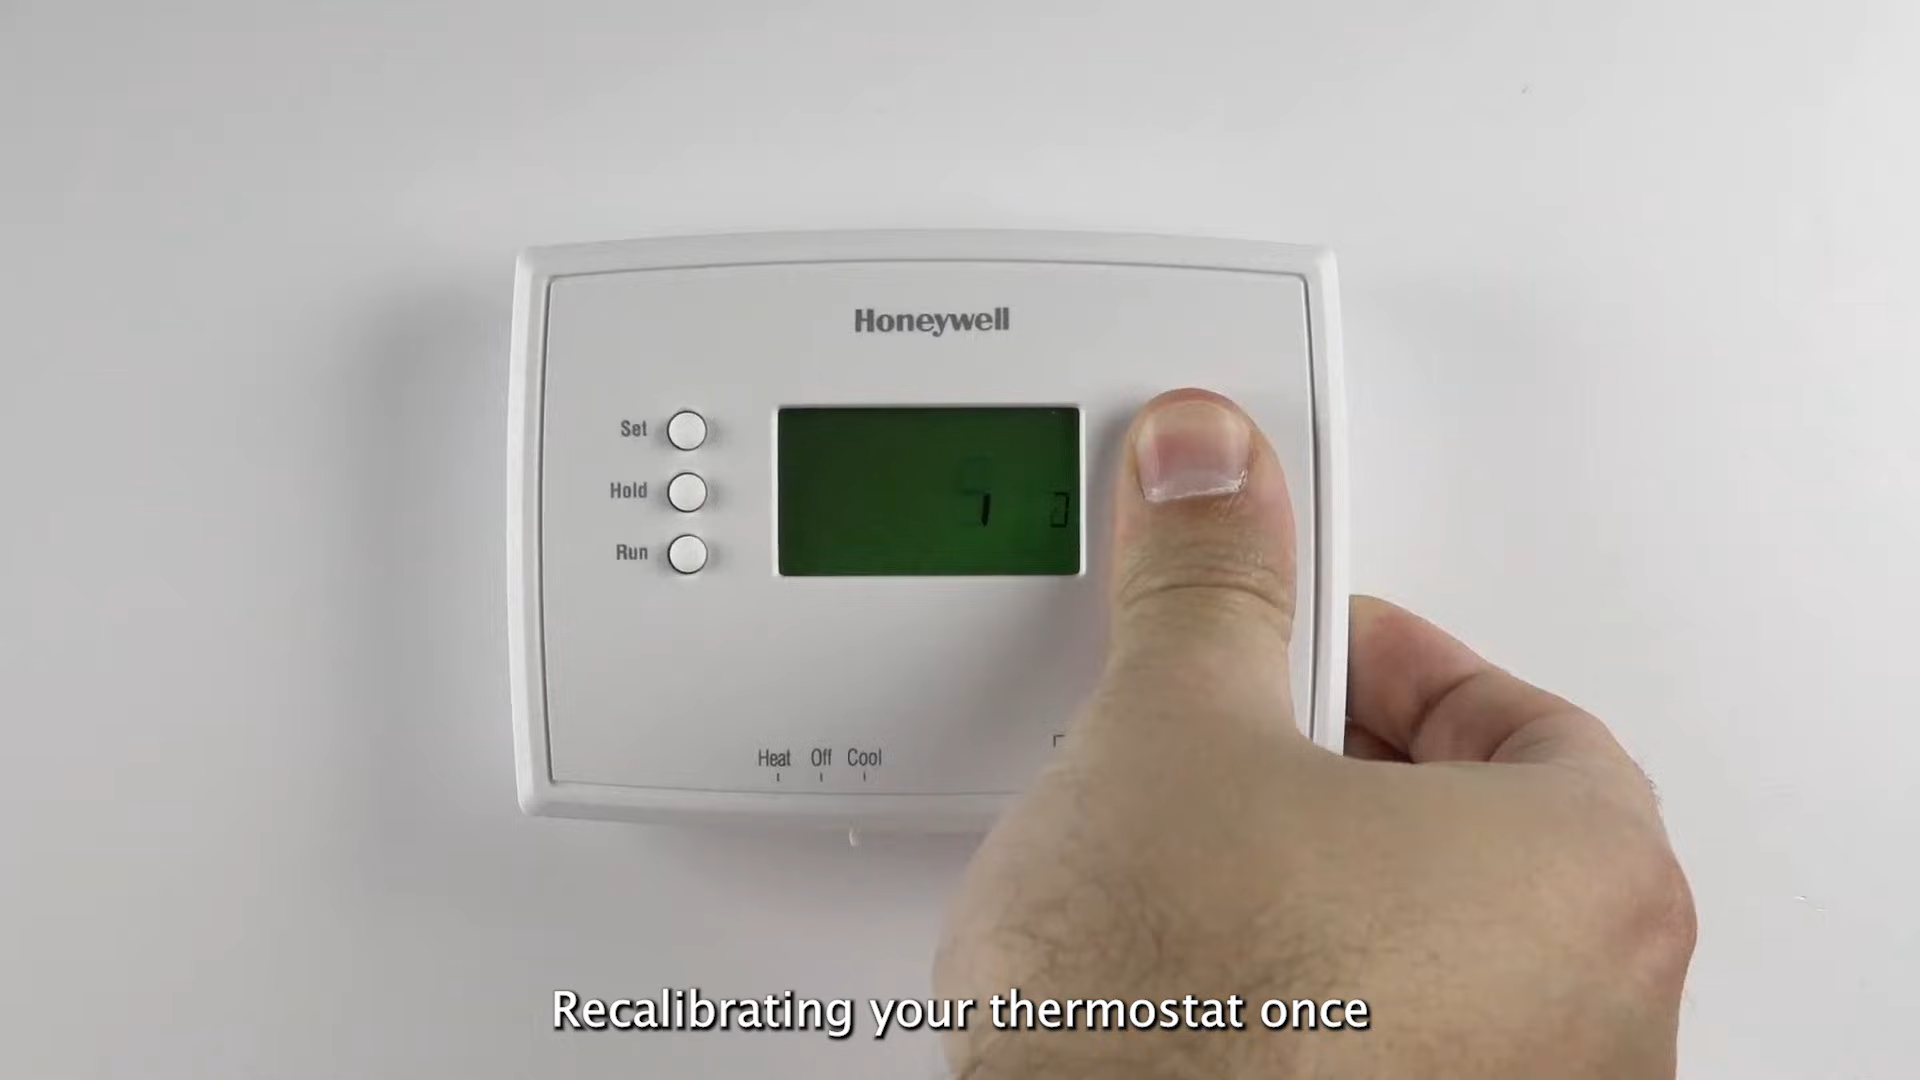 Honeywell
Set
Hold
Run
Heat Off Cool
Recalibrating your thermostat once